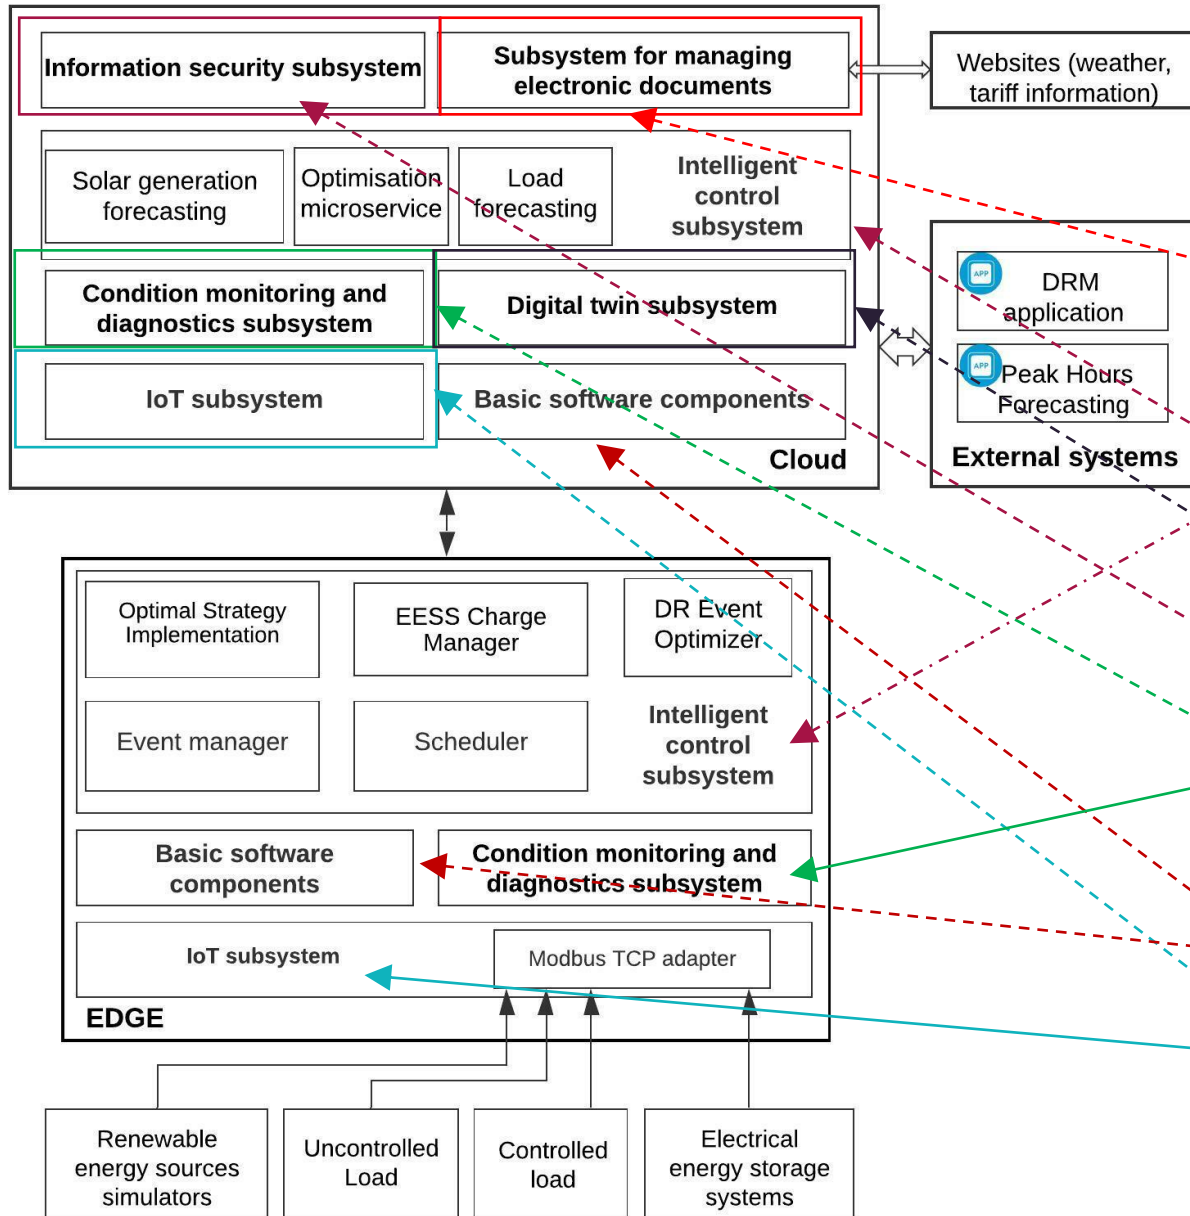 Information security subsystem
Subsystem for managing
electronic documents
Websites (weather,
tariff information)
Solar generation
forecasting
Optimisation
microservice
Load
forecasting
Intelligent
control
subsystem
Condition monitoring and
diagnostics subsystem
Digital twin subsystem
APP
DRM
application
APP
Peak Hours
Forecasting
External systems
IoT subsystem
Basic software components
Cloud
Optimal Strategy
Implementation
EESS Charge
Manager
DR Event
Optimizer
Event manager
Scheduler
Intelligent
control
subsystem
Basic software
components
Condition monitoring and
diagnostics subsystem
IoT subsystem
Modbus TCP adapter
EDGE
Renewable
energy sources
simulators
Uncontrolled
Load
Controlled
load
Electrical
energy storage
systems